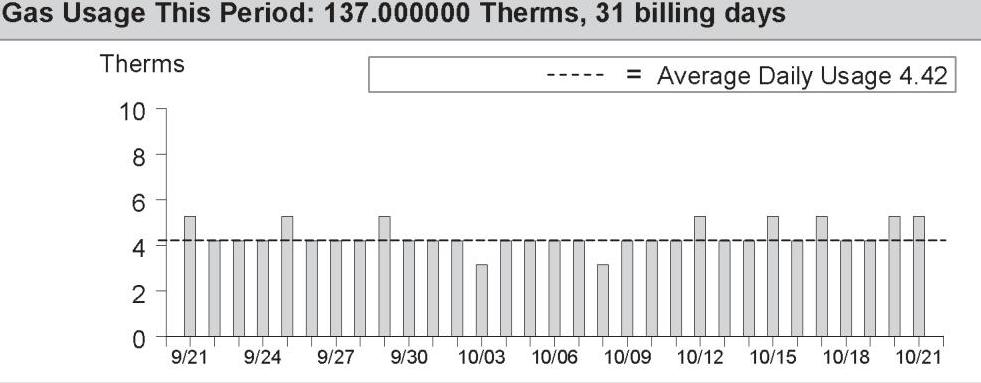 Gas Usage This Period: 137.000000 Therms, 31 billing days
Therms
----- = Average Daily Usage 4.42
10
8
6
4
2
0
9/21 9/24 9/27 9/30 10/03 10/06 10/09 10/12 10/15 10/18 10/21